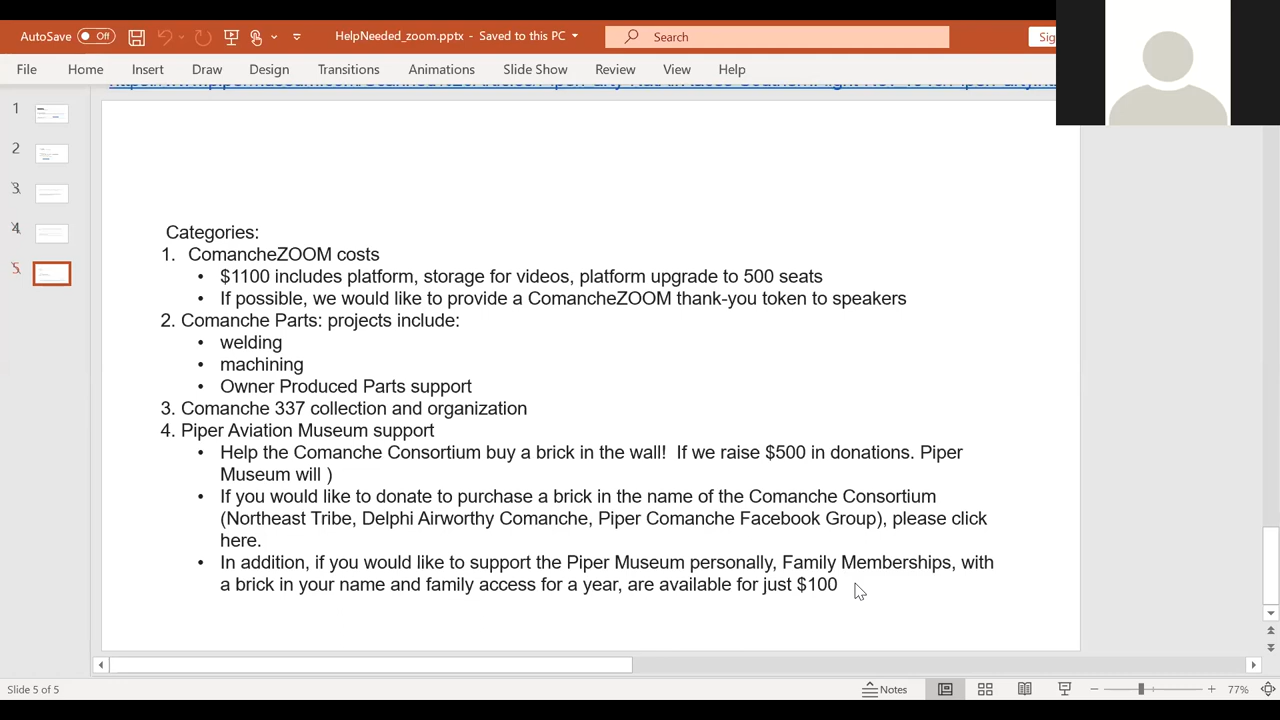 AutoSave Off HelpNeeded_zoom.pptx - Saved to this PC Search
File Home Insert Draw Design Transitions Animations Slide Show Review View Help
1
2
3
4
5
Categories:
1. ComancheZOOM costs
• $1100 includes platform, storage for videos, platform upgrade to 500 seats
• If possible, we would like to provide a ComancheZOOM thank-you token to speakers
2. Comanche Parts: projects include:
• welding
• machining
• Owner Produced Parts support
3. Comanche 337 collection and organization
4. Piper Aviation Museum support
• Help the Comanche Consortium buy a brick in the wall! If we raise $500 in donations. Piper
Museum will )
• If you would like to donate to purchase a brick in the name of the Comanche Consortium
(Northeast Tribe, Delphi Airworthy Comanche, Piper Comanche Facebook Group), please click
here.
• In addition, if you would like to support the Piper Museum personally, Family Memberships, with
a brick in your name and family access for a year, are available for just $100
Slide 5 of 5 Notes 77%